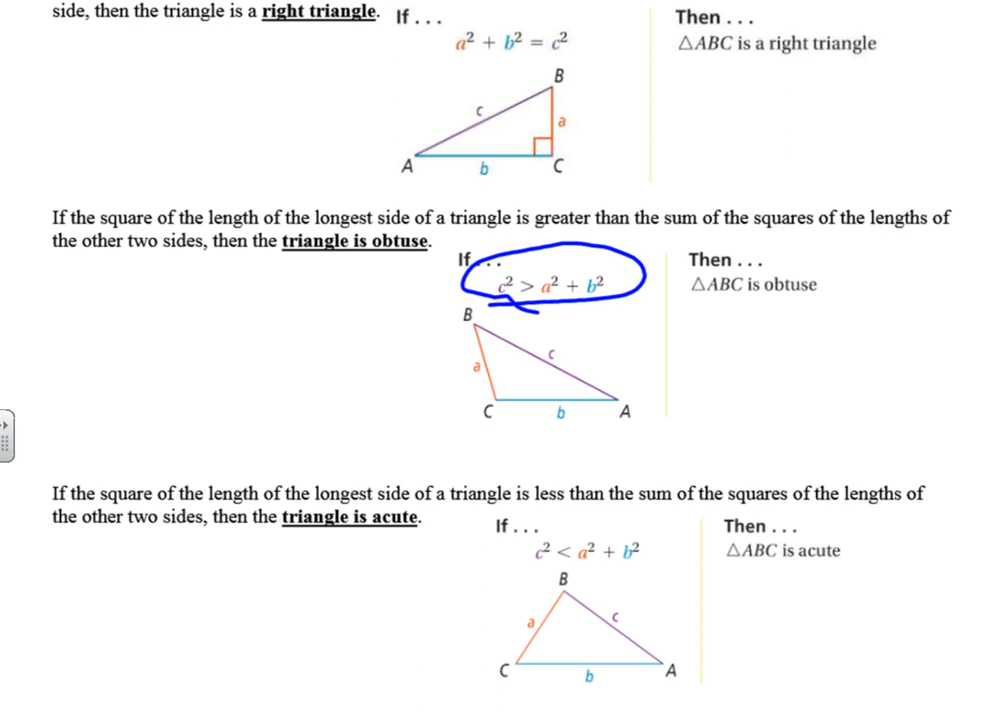 side, then the triangle is a right triangle.
If . . .
Then . . .
a² + b² = c²
△ABC is a right triangle
B
c
a
A
b
C
If the square of the length of the longest side of a triangle is greater than the sum of the squares of the lengths of
the other two sides, then the triangle is obtuse.
If . . .
Then . . .
c² > a² + b²
△ABC is obtuse
B
c
a
C
b
A
If the square of the length of the longest side of a triangle is less than the sum of the squares of the lengths of
the other two sides, then the triangle is acute.
If . . .
Then . . .
c² < a² + b²
△ABC is acute
B
a
c
C
b
A